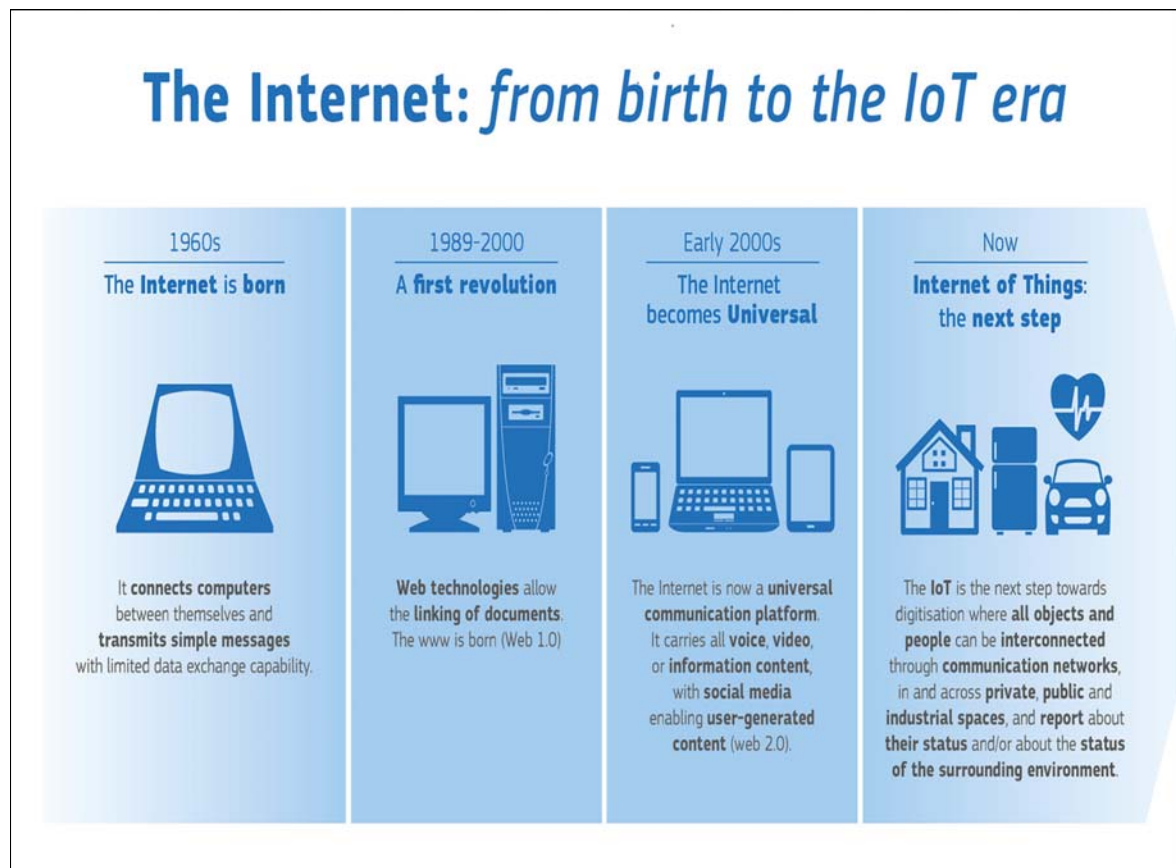 The Internet: from birth to the IoT era
1960s
The Internet is born
It connects computers
between themselves and
transmits simple messages
with limited data exchange capability.
1989-2000
A first revolution
Web technologies allow
the linking of documents.
The www is born (Web 1.0)
Early 2000s
The Internet
becomes Universal
The Internet is now a universal
communication platform.
It carries all voice, video,
or information content,
with social media
enabling user-generated
content (web 2.0).
Now
Internet of Things:
the next step
The IoT is the next step towards
digitisation where all objects and
people can be interconnected
through communication networks,
in and across private, public and
industrial spaces, and report about
their status and/or about the status
of the surrounding environment.